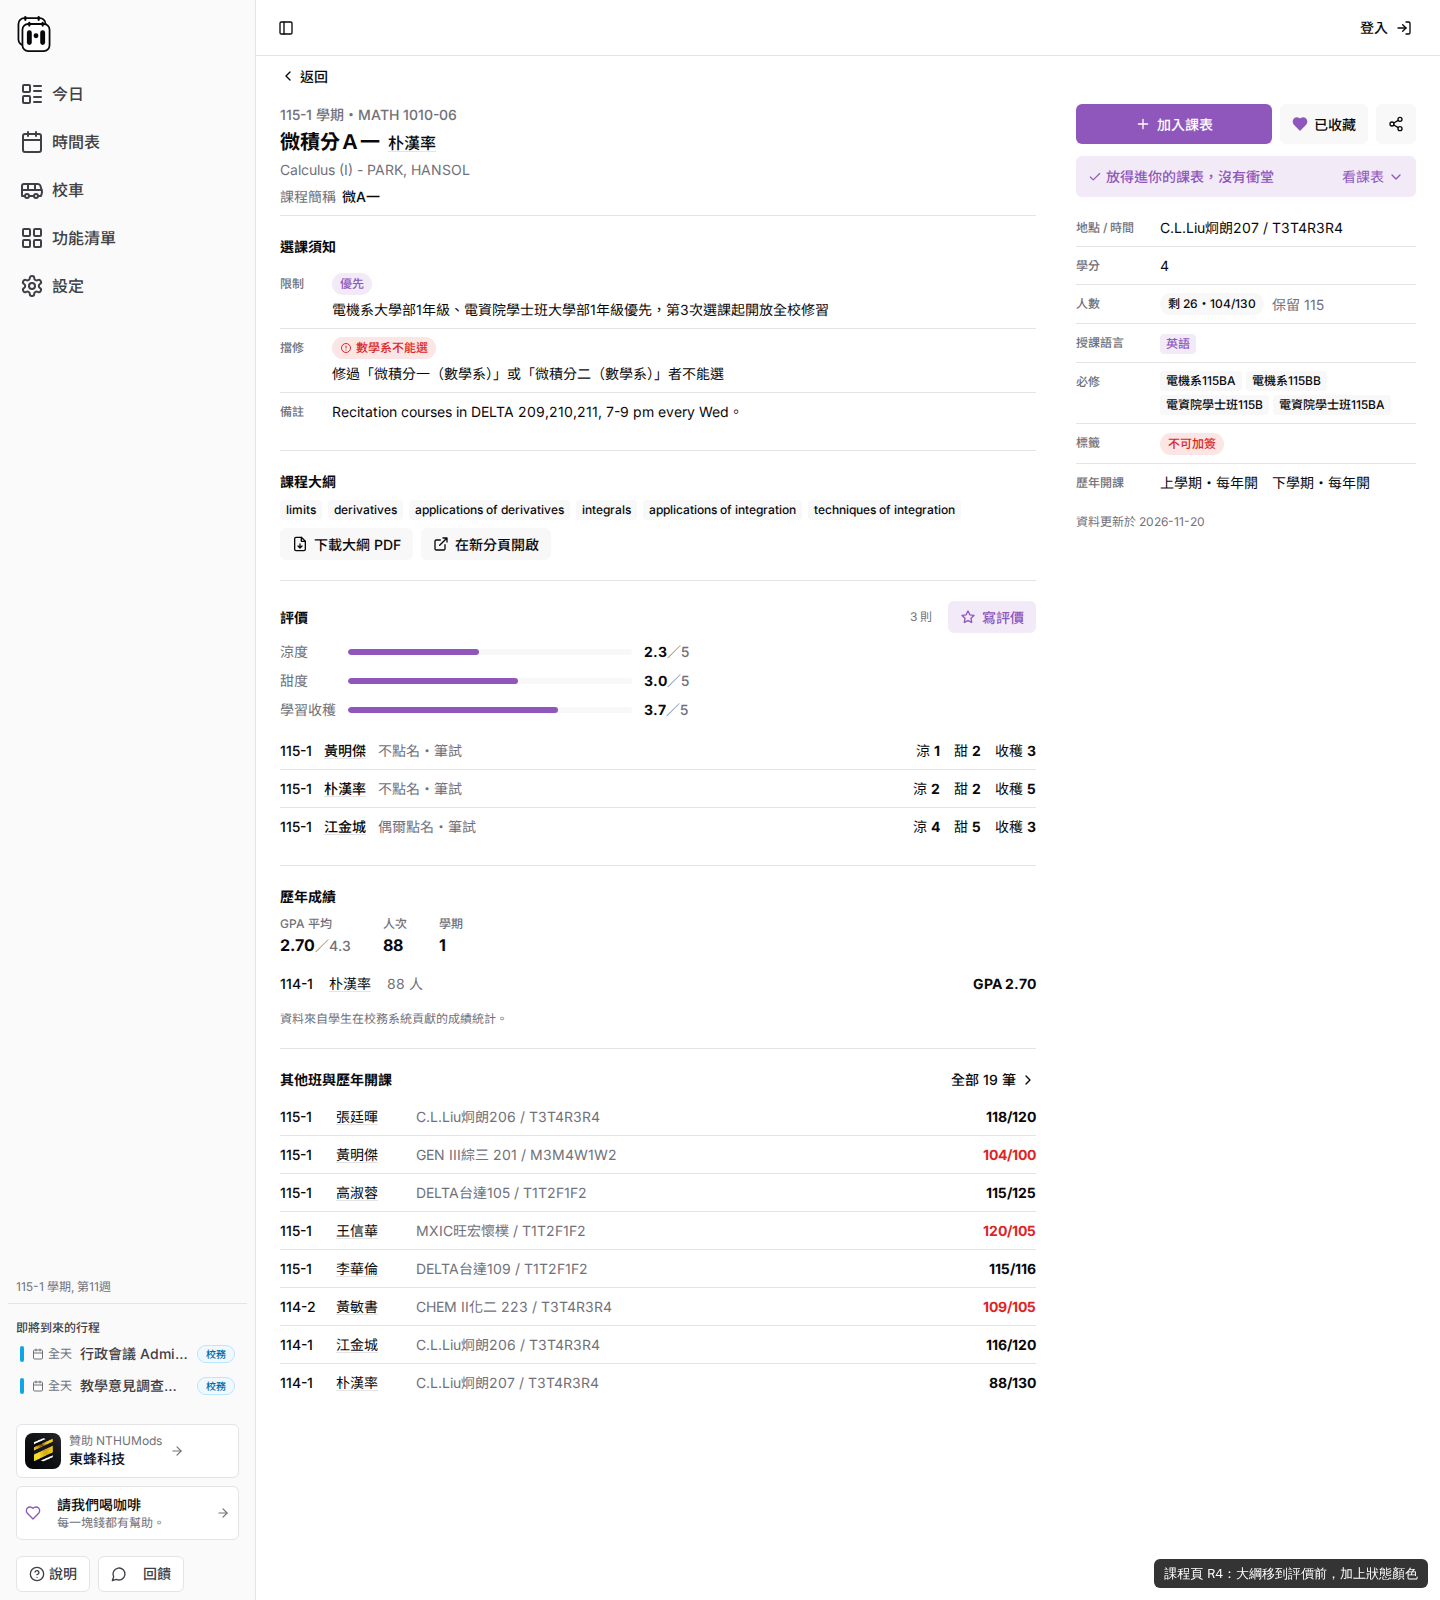 登入
今日
時間表
校車
功能清單
設定
返回
115-1 學期・MATH 1010-06
微積分A一 朴漢率
Calculus (I) - PARK, HANSOL
課程簡稱 微A一
選課須知
限制 優先
電機系大學部1年級、電資院學士班大學部1年級優先，第3次選課起開放全校修習
擋修 數學系不能選
修過「微積分一（數學系）」或「微積分二（數學系）」者不能選
備註 Recitation courses in DELTA 209,210,211, 7-9 pm every Wed。
課程大綱
limits derivatives applications of derivatives integrals applications of integration techniques of integration
下載大綱 PDF 在新分頁開啟
評價 3 則 寫評價
涼度 2.3／5
甜度 3.0／5
學習收穫 3.7／5
115-1 黃明傑 不點名・筆試 涼 1 甜 2 收穫 3
115-1 朴漢率 不點名・筆試 涼 2 甜 2 收穫 5
115-1 江金城 偶爾點名・筆試 涼 4 甜 5 收穫 3
歷年成績
GPA 平均 人次 學期
2.70／4.3 88 1
114-1 朴漢率 88 人 GPA 2.70
資料來自學生在校務系統貢獻的成績統計。
其他班與歷年開課 全部 19 筆
115-1 張廷暉 C.L.Liu炯朗206 / T3T4R3R4 118/120
115-1 黃明傑 GEN III綜三 201 / M3M4W1W2 104/100
115-1 高淑蓉 DELTA台達105 / T1T2F1F2 115/125
115-1 王信華 MXIC旺宏懷樸 / T1T2F1F2 120/105
115-1 李華倫 DELTA台達109 / T1T2F1F2 115/116
114-2 黃敏書 CHEM II化二 223 / T3T4R3R4 109/105
114-1 江金城 C.L.Liu炯朗206 / T3T4R3R4 116/120
114-1 朴漢率 C.L.Liu炯朗207 / T3T4R3R4 88/130
加入課表 已收藏
放得進你的課表，沒有衝堂 看課表
地點 / 時間 C.L.Liu炯朗207 / T3T4R3R4
學分 4
人數 剩 26・104/130 保留 115
授課語言 英語
必修 電機系115BA 電機系115BB
電資院學士班115B 電資院學士班115BA
標籤 不可加簽
歷年開課 上學期・每年開 下學期・每年開
資料更新於 2026-11-20
115-1 學期, 第11週
即將到來的行程
全天 行政會議 Admi... 校務
全天 教學意見調查... 校務
贊助 NTHUMods
東蜂科技
請我們喝咖啡
每一塊錢都有幫助。
說明 回饋
課程頁 R4：大綱移到評價前，加上狀態顏色